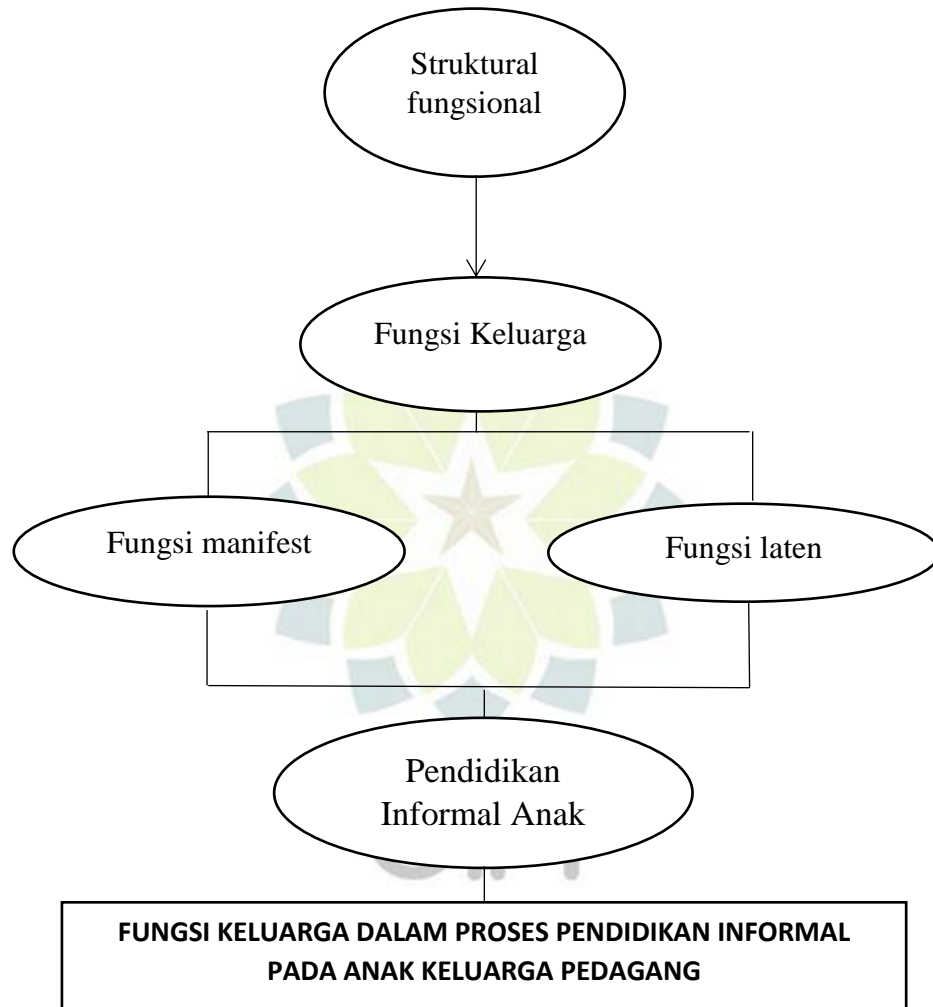 Struktural
fungsional
Fungsi Keluarga
Fungsi manifest
Fungsi laten
Pendidikan
Informal Anak
FUNGSI KELUARGA DALAM PROSES PENDIDIKAN INFORMAL
PADA ANAK KELUARGA PEDAGANG